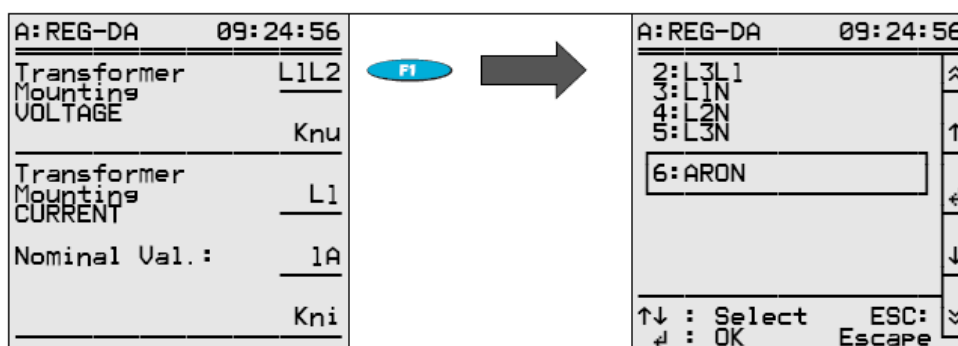 A:REG-DA 09:24:56
Transformer L1L2
Mounting
VOLTAGE
Knu
Transformer
Mounting L1
CURRENT
Nominal Val.: 1A
Kni
F1
A:REG-DA 09:24:56
2:L3L1
3:L1N
4:L2N
5:L3N
6:ARON
↑↓ : Select ESC:
↲ : OK Escape